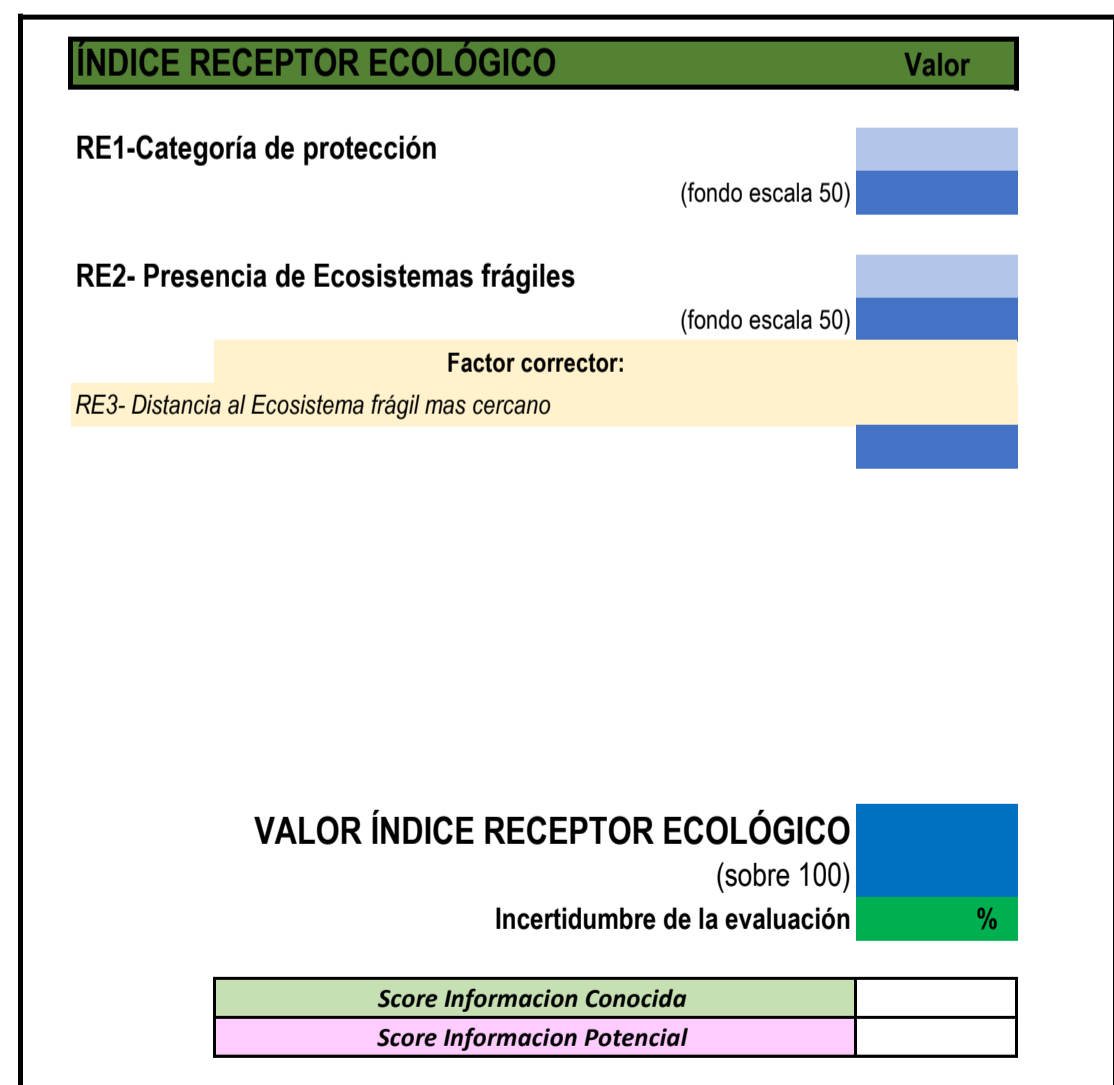 ÍNDICE RECEPTOR ECOLÓGICO Valor
RE1-Categoría de protección
(fondo escala 50)
RE2- Presencia de Ecosistemas frágiles
(fondo escala 50)
Factor corrector:
RE3- Distancia al Ecosistema frágil mas cercano
VALOR ÍNDICE RECEPTOR ECOLÓGICO
(sobre 100)
Incertidumbre de la evaluación %
Score Informacion Conocida
Score Informacion Potencial